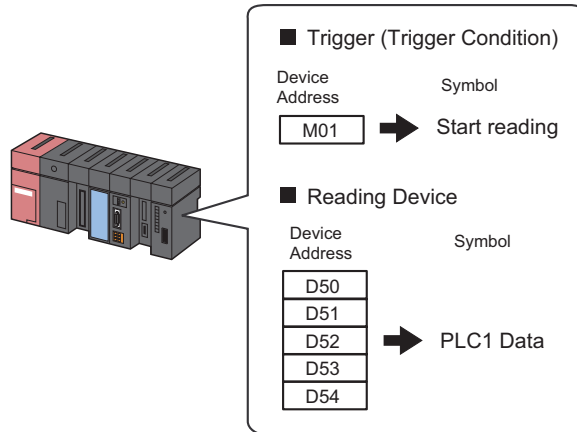 ■ Trigger (Trigger Condition)
Device Address
Symbol
M01
Start reading
■ Reading Device
Device Address
Symbol
D50
D51
D52
D53
D54
PLC1 Data